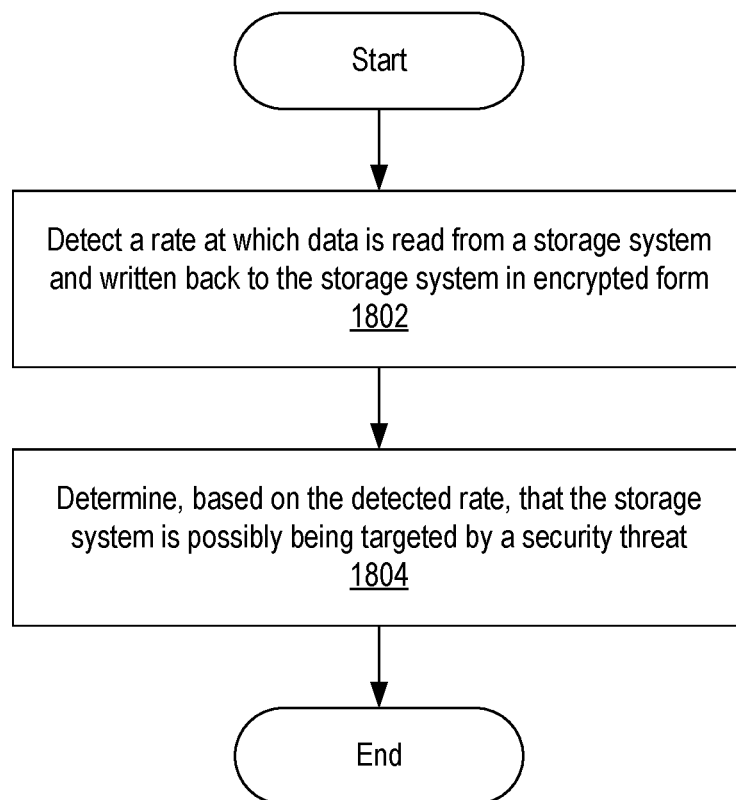 Start
Detect a rate at which data is read from a storage system
and written back to the storage system in encrypted form
1802
Determine, based on the detected rate, that the storage
system is possibly being targeted by a security threat
1804
End